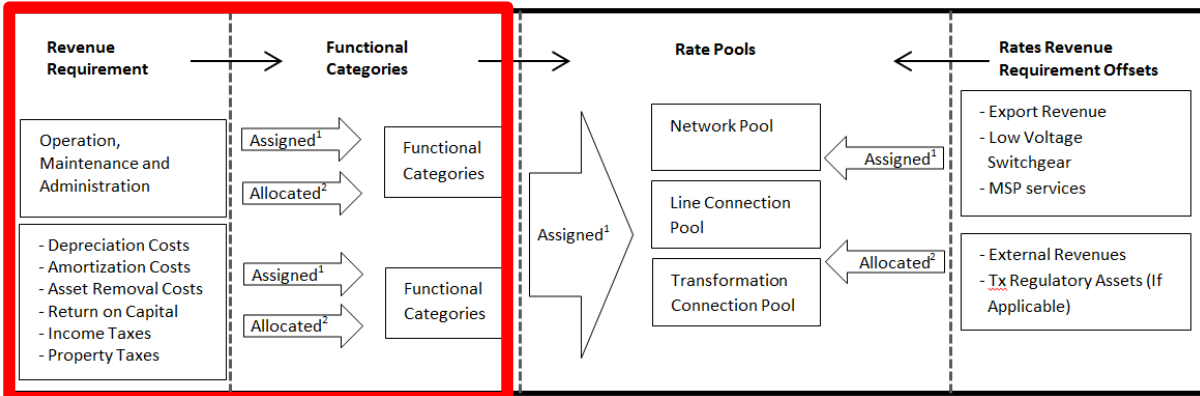 Revenue
Requirement
Functional
Categories
Rate Pools
Rates Revenue
Requirement Offsets
Operation,
Maintenance and
Administration
Assigned1
Allocated2
Functional
Categories
- Depreciation Costs
- Amortization Costs
- Asset Removal Costs
- Return on Capital
- Income Taxes
- Property Taxes
Assigned1
Allocated2
Functional
Categories
Assigned1
Network Pool
Line Connection
Pool
Transformation
Connection Pool
Assigned1
Allocated2
- Export Revenue
- Low Voltage
Switchgear
- MSP services
- External Revenues
- Tx Regulatory Assets (If
Applicable)